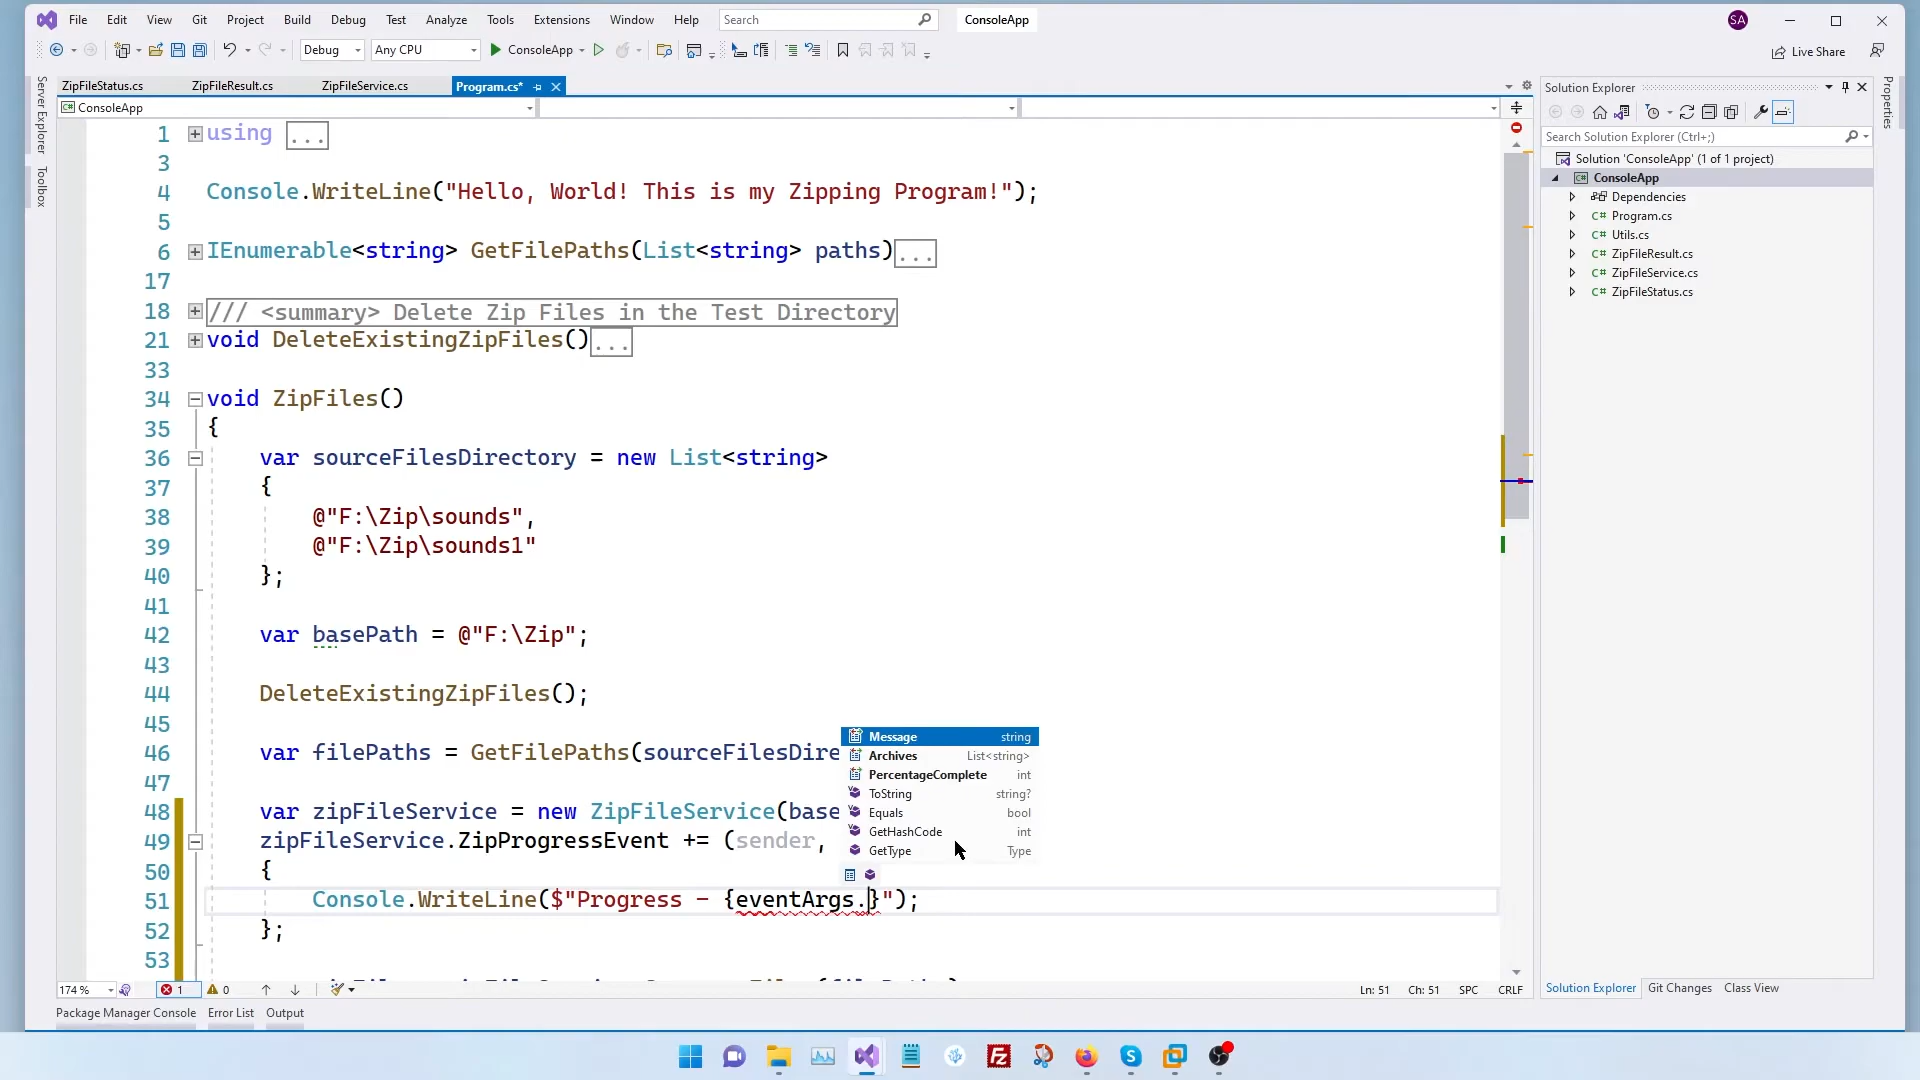 File Edit View Git Project Build Debug Test Analyze Tools Extensions Window Help Search ConsoleApp SA
Debug Any CPU ConsoleApp Live Share
ZipFileStatus.cs ZipFileResult.cs ZipFileService.cs Program.cs*
ConsoleApp
Server Explorer
Toolbox
1 using ...
3
4 Console.WriteLine("Hello, World! This is my Zipping Program!");
5
6 IEnumerable<string> GetFilePaths(List<string> paths)...
17
18 /// <summary> Delete Zip Files in the Test Directory
21 void DeleteExistingZipFiles()...
33
34 void ZipFiles()
35 {
36 var sourceFilesDirectory = new List<string>
37 {
38 @"F:\Zip\sounds",
39 @"F:\Zip\sounds1"
40 };
41
42 var basePath = @"F:\Zip";
43
44 DeleteExistingZipFiles();
45
46 var filePaths = GetFilePaths(sourceFilesDire
47
48 var zipFileService = new ZipFileService(base
49 zipFileService.ZipProgressEvent += (sender,
50 {
51 Console.WriteLine($"Progress - {eventArgs.}");
52 };
53
Message string
Archives List<string>
PercentageComplete int
ToString string?
Equals bool
GetHashCode int
GetType Type
174 % 1 0 Ln: 51 Ch: 51 SPC CRLF
Package Manager Console Error List Output
Solution Explorer
Search Solution Explorer (Ctrl+;)
Solution 'ConsoleApp' (1 of 1 project)
C# ConsoleApp
Dependencies
C# Program.cs
C# Utils.cs
C# ZipFileResult.cs
C# ZipFileService.cs
C# ZipFileStatus.cs
Solution Explorer Git Changes Class View
Properties